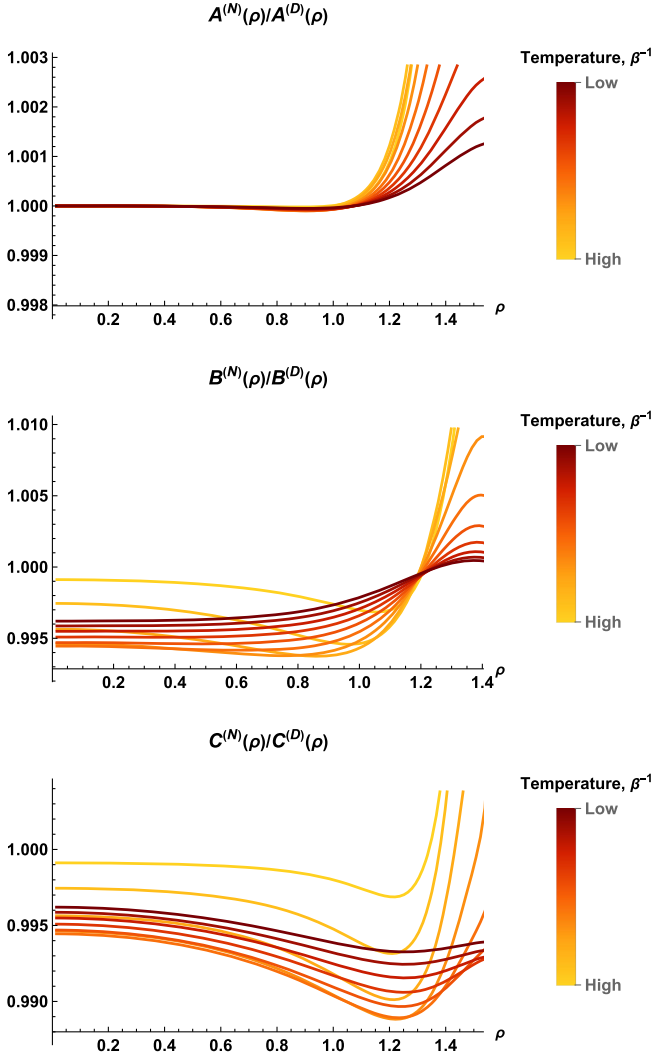 A^(N)(ρ)/A^(D)(ρ)
1.003
1.002
1.001
1.000
0.999
0.998
0.2 0.4 0.6 0.8 1.0 1.2 1.4 ρ
Temperature, β⁻¹
Low
High
B^(N)(ρ)/B^(D)(ρ)
1.010
1.005
1.000
0.995
0.2 0.4 0.6 0.8 1.0 1.2 1.4 ρ
Temperature, β⁻¹
Low
High
C^(N)(ρ)/C^(D)(ρ)
1.000
0.995
0.990
0.2 0.4 0.6 0.8 1.0 1.2 1.4 ρ
Temperature, β⁻¹
Low
High